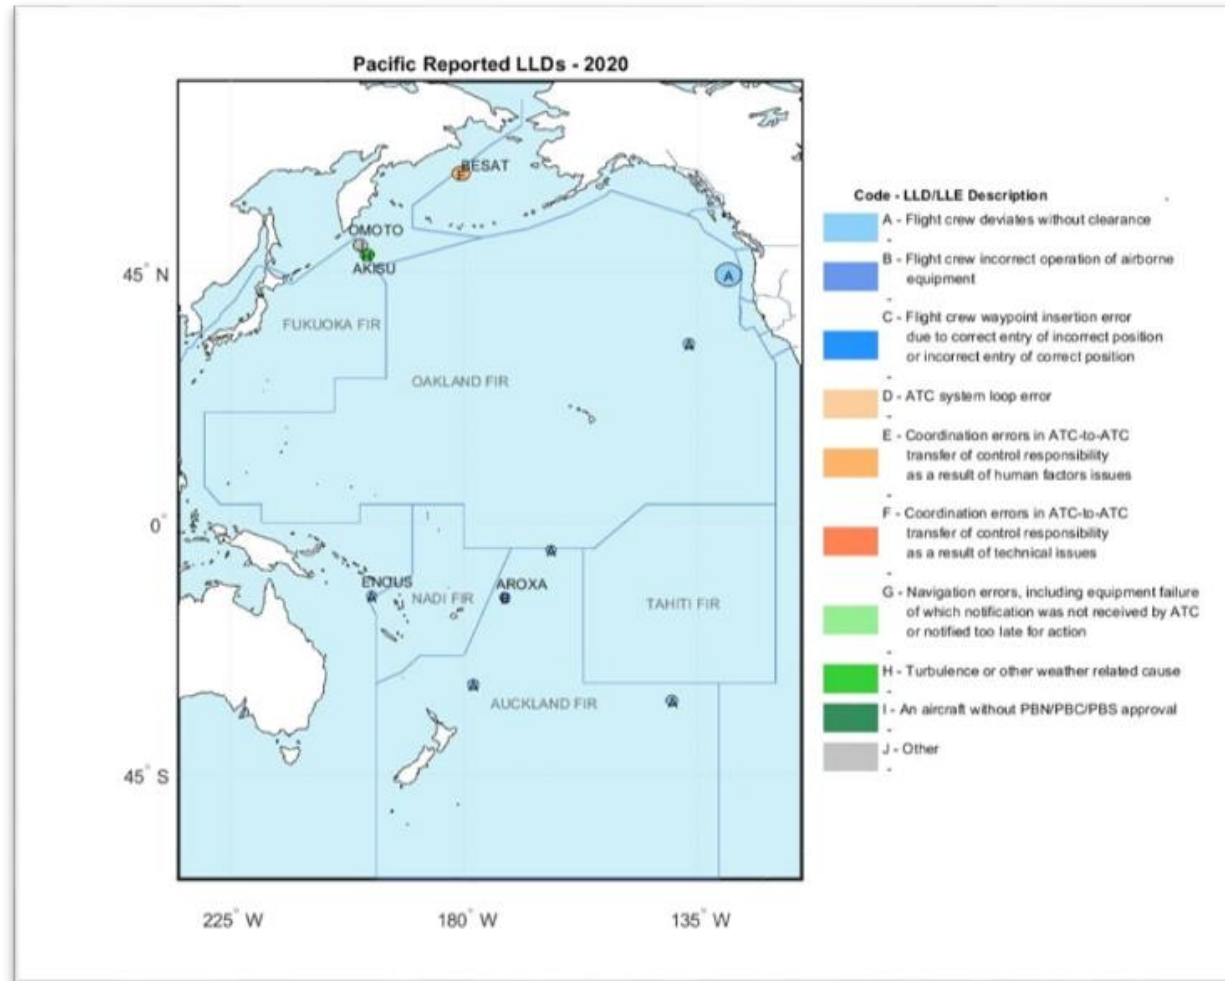 Pacific Reported LLDs - 2020
BESAT
E
OMOTO
H
AKISU
45° N
A
FUKUOKA FIR
A
OAKLAND FIR
0°
A
ENOUS
AROXA
A
NADI FIR
B
TAHITI FIR
A
A
AUCKLAND FIR
45° S
225° W
180° W
135° W
Code - LLD/LLE Description
A - Flight crew deviates without clearance
-
B - Flight crew incorrect operation of airborne
equipment
-
C - Flight crew waypoint insertion error
due to correct entry of incorrect position
or incorrect entry of correct position
-
D - ATC system loop error
-
E - Coordination errors in ATC-to-ATC
transfer of control responsibility
as a result of human factors issues
-
F - Coordination errors in ATC-to-ATC
transfer of control responsibility
as a result of technical issues
-
G - Navigation errors, including equipment failure
of which notification was not received by ATC
or notified too late for action
-
H - Turbulence or other weather related cause
-
I - An aircraft without PBN/PBC/PBS approval
-
J - Other
-